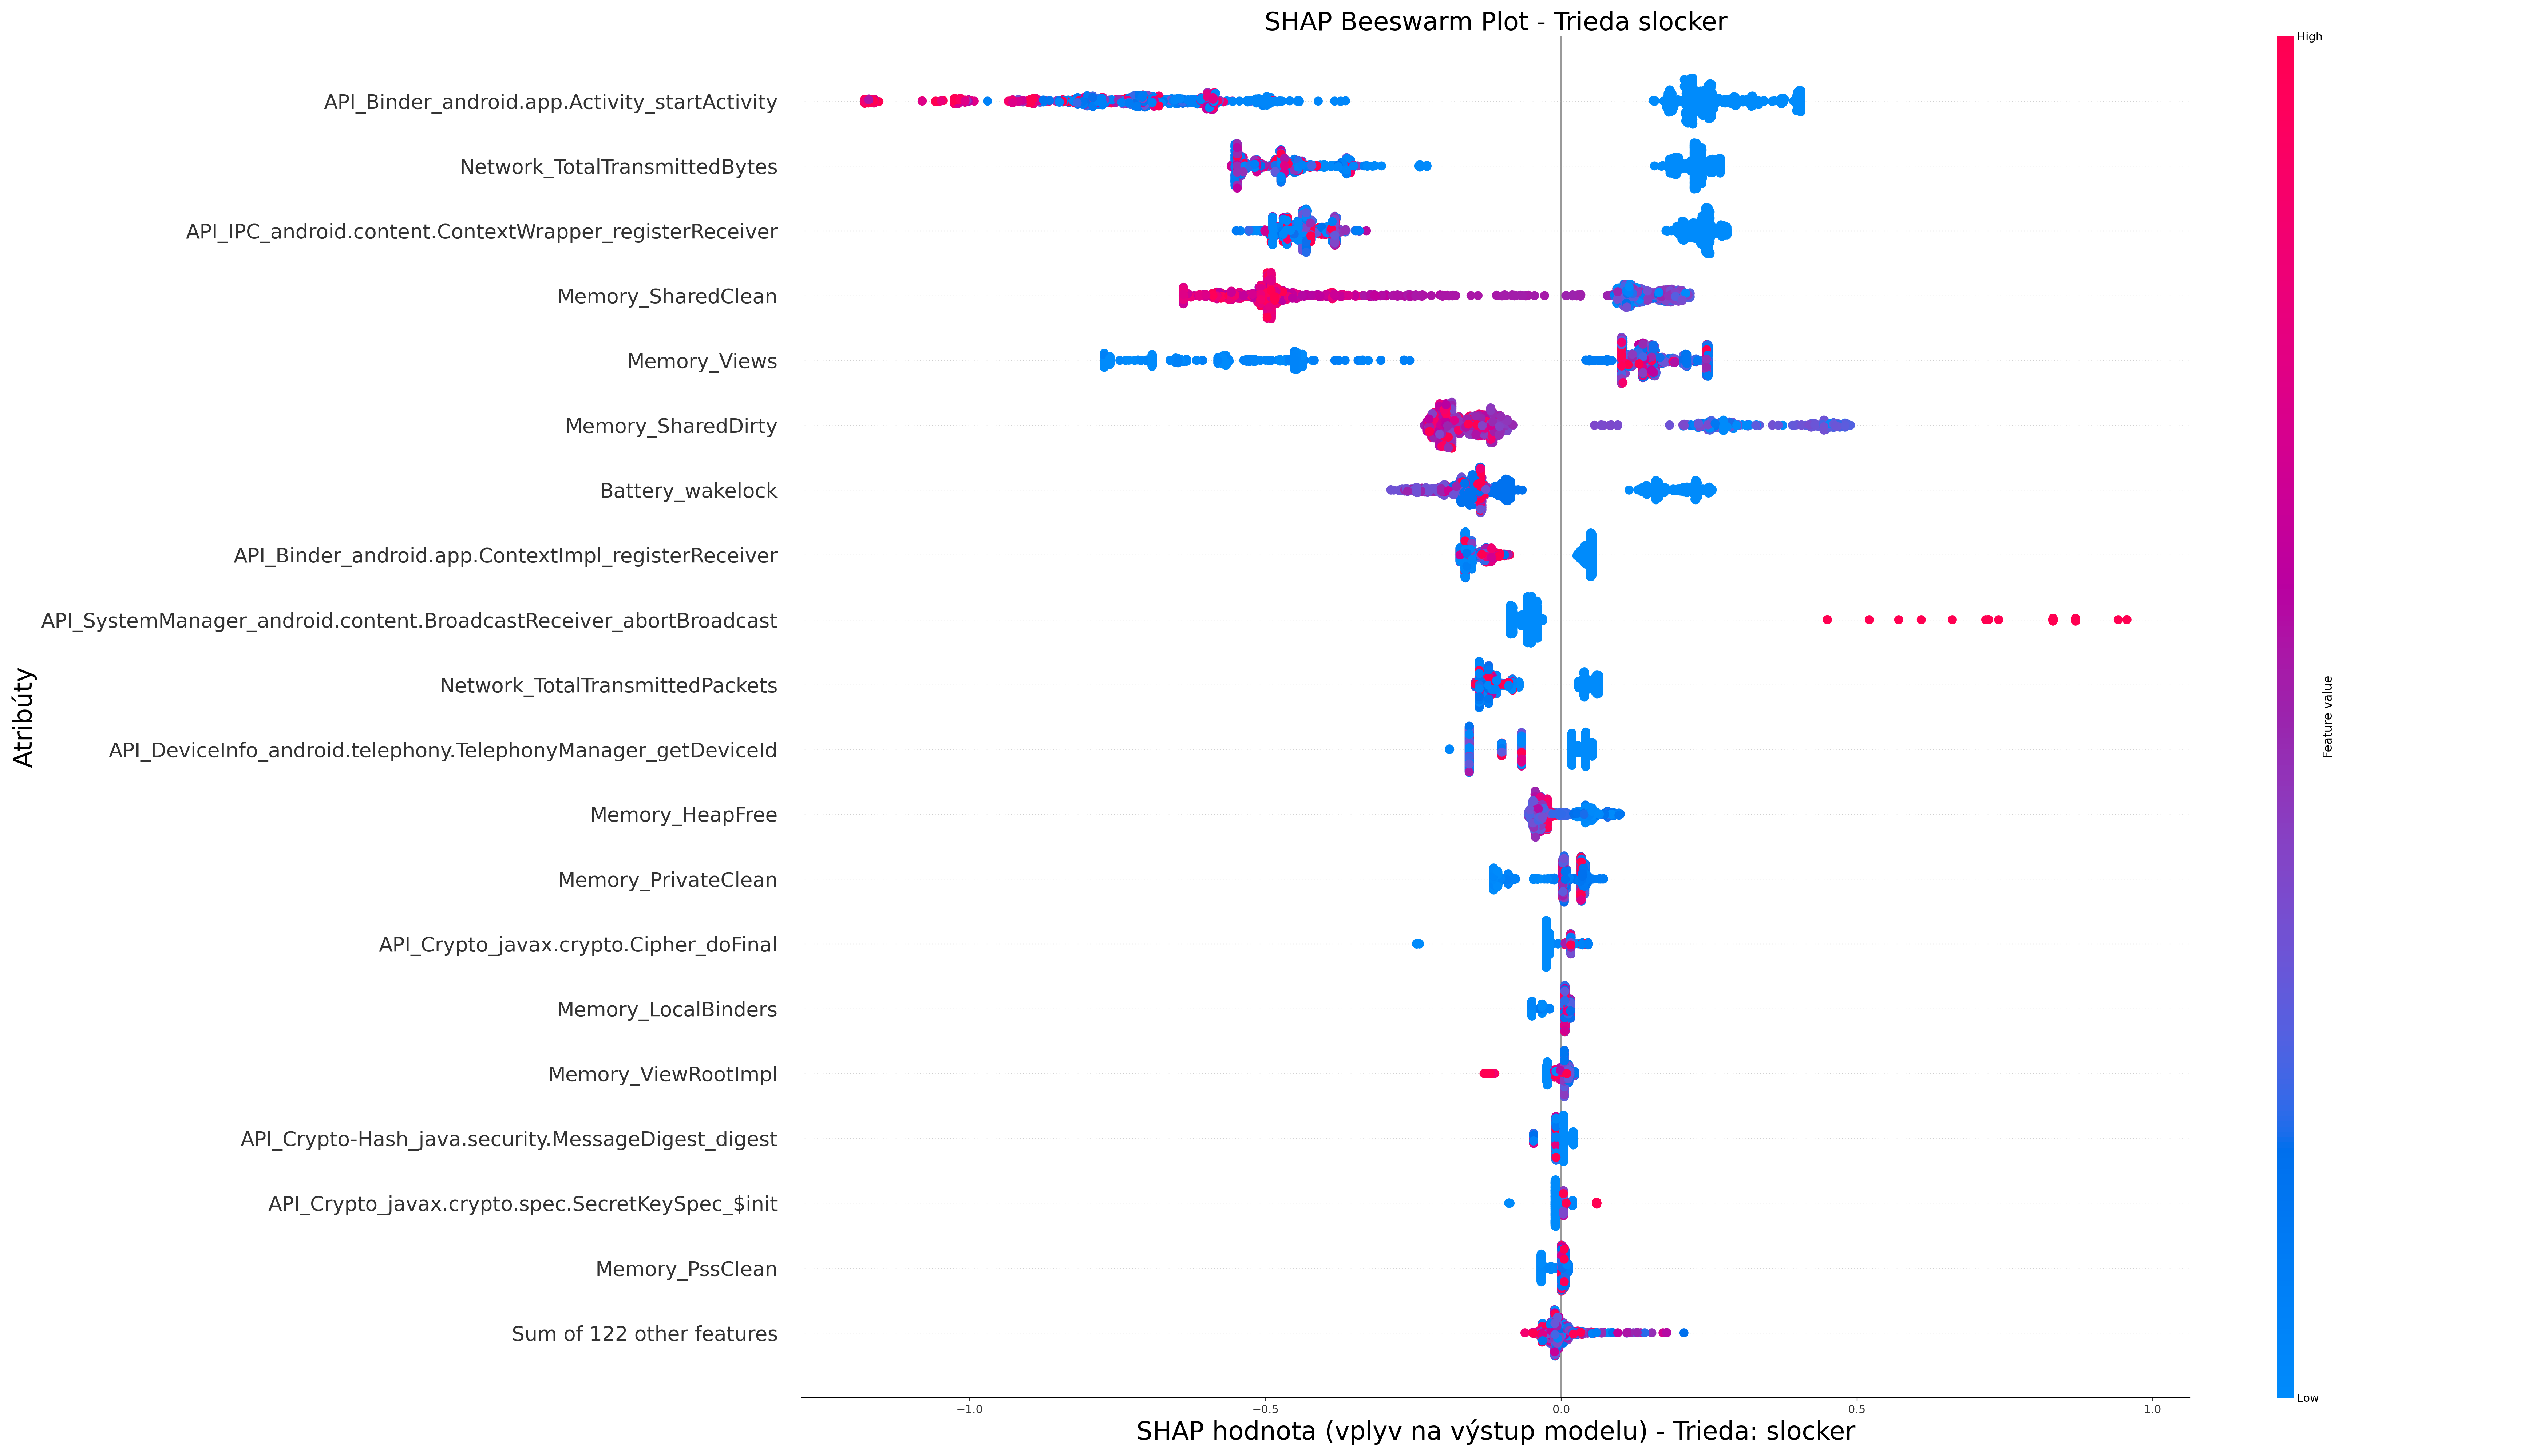 SHAP Beeswarm Plot - Trieda slocker
High
API_Binder_android.app.Activity_startActivity
Network_TotalTransmittedBytes
API_IPC_android.content.ContextWrapper_registerReceiver
Memory_SharedClean
Memory_Views
Memory_SharedDirty
Battery_wakelock
API_Binder_android.app.ContextImpl_registerReceiver
API_SystemManager_android.content.BroadcastReceiver_abortBroadcast
Network_TotalTransmittedPackets
API_DeviceInfo_android.telephony.TelephonyManager_getDeviceId
Memory_HeapFree
Memory_PrivateClean
API_Crypto_javax.crypto.Cipher_doFinal
Memory_LocalBinders
Memory_ViewRootImpl
API_Crypto-Hash_java.security.MessageDigest_digest
API_Crypto_javax.crypto.spec.SecretKeySpec_$init
Memory_PssClean
Sum of 122 other features
Atribúty
Feature value
Low
−1.0 −0.5 0.0 0.5 1.0
SHAP hodnota (vplyv na výstup modelu) - Trieda: slocker